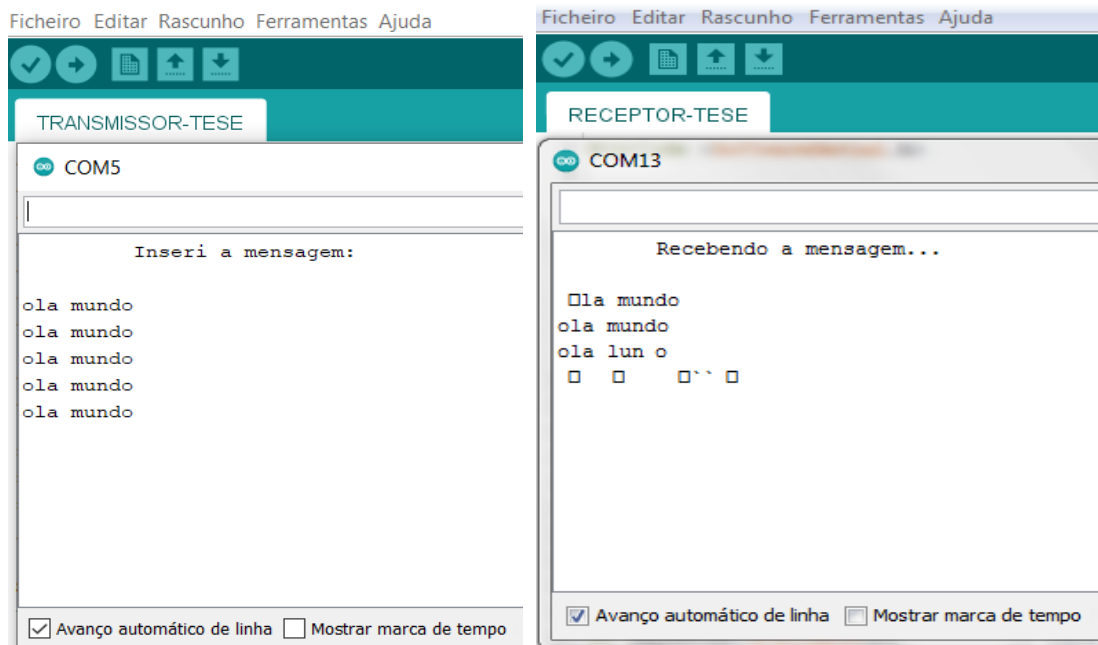 Ficheiro Editar Rascunho Ferramentas Ajuda
TRANSMISSOR-TESE
COM5
Inseri a mensagem:
ola mundo
ola mundo
ola mundo
ola mundo
ola mundo
Avanço automático de linha Mostrar marca de tempo
Ficheiro Editar Rascunho Ferramentas Ajuda
RECEPTOR-TESE
COM13
Recebendo a mensagem...
□la mundo
ola mundo
ola lun o
□ □ □`` □
Avanço automático de linha Mostrar marca de tempo